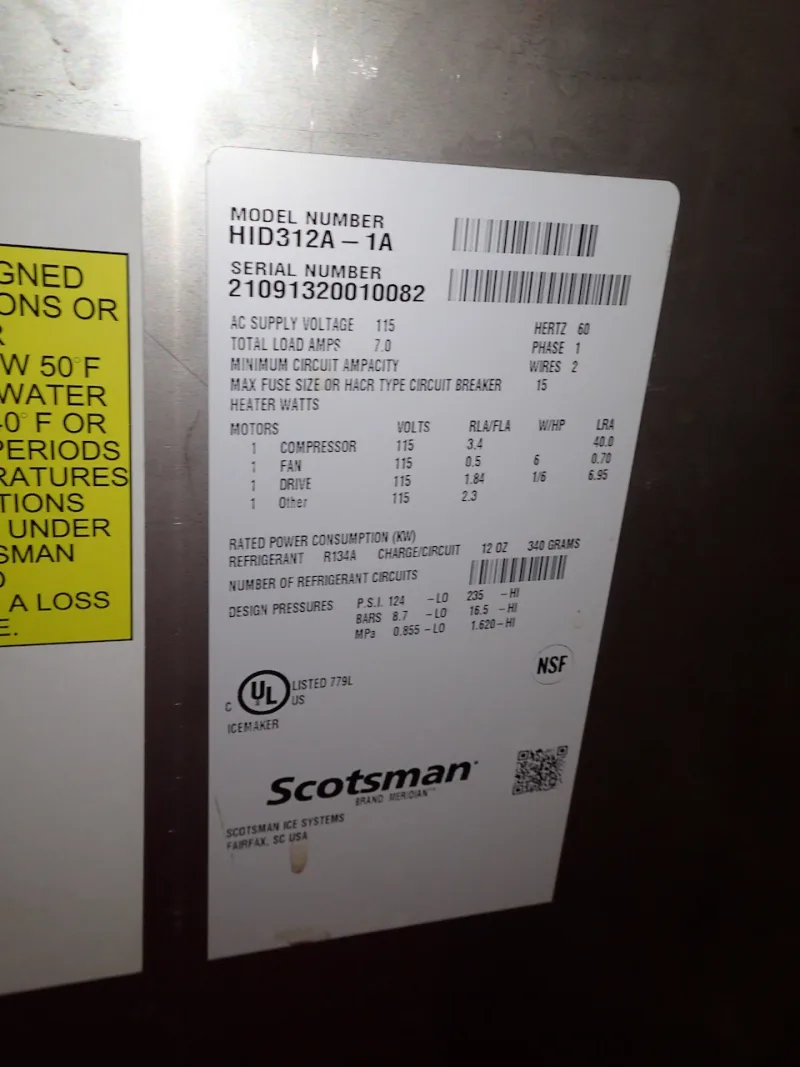 GNED
ONS OR
R
W 50°F
WATER
40° F OR
PERIODS
RATURES
TIONS
UNDER
SMAN
O
A LOSS
E.
MODEL NUMBER
HID312A – 1A
SERIAL NUMBER
21091320010082
AC SUPPLY VOLTAGE 115 HERTZ 60
TOTAL LOAD AMPS 7.0 PHASE 1
MINIMUM CIRCUIT AMPACITY WIRES 2
MAX FUSE SIZE OR HACR TYPE CIRCUIT BREAKER 15
HEATER WATTS
MOTORS VOLTS RLA/FLA W/HP LRA
1 COMPRESSOR 115 3.4 40.0
1 FAN 115 0.5 6 0.70
1 DRIVE 115 1.84 1/6 6.95
1 Other 115 2.3
RATED POWER CONSUMPTION (KW)
REFRIGERANT R134A CHARGE/CIRCUIT 12 OZ 340 GRAMS
NUMBER OF REFRIGERANT CIRCUITS
DESIGN PRESSURES P.S.I. 124 –LO 235 –HI
BARS 8.7 –LO 16.5 –HI
MPa 0.855 –LO 1.620–HI
NSF
C UL US LISTED 779L
ICEMAKER
Scotsman
BRAND MERIDIAN™
SCOTSMAN ICE SYSTEMS
FAIRFAX, SC USA